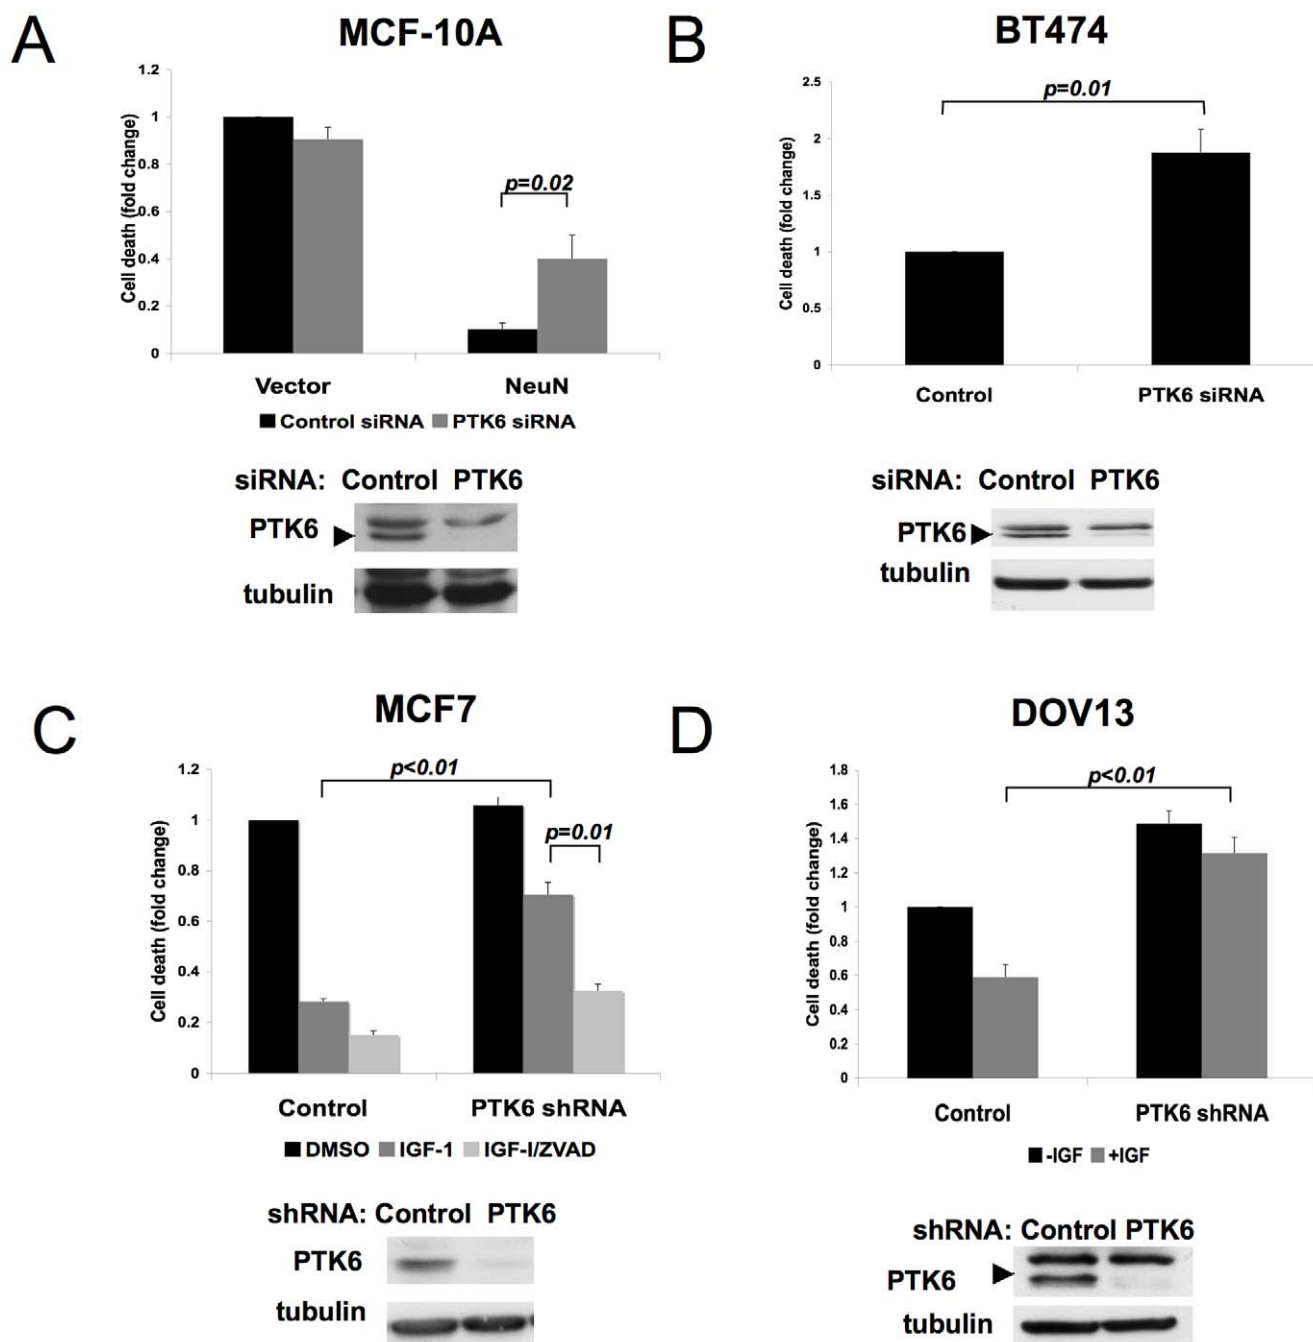 A
MCF-10A
Cell death (fold change)
1.2
1
0.8
0.6
0.4
0.2
0
p=0.02
Vector
NeuN
Control siRNA
PTK6 siRNA
siRNA: Control PTK6
PTK6
tubulin
B
BT474
Cell death (fold change)
2.5
2
1.5
1
0.5
0
p=0.01
Control
PTK6 siRNA
siRNA: Control PTK6
PTK6
tubulin
C
MCF7
Cell death (fold change)
1.2
1
0.8
0.6
0.4
0.2
0
p<0.01
p=0.01
Control
PTK6 shRNA
DMSO
IGF-1
IGF-I/ZVAD
shRNA: Control PTK6
PTK6
tubulin
D
DOV13
Cell death (fold change)
1.8
1.6
1.4
1.2
1
0.8
0.6
0.4
0.2
0
p<0.01
Control
PTK6 shRNA
-IGF
+IGF
shRNA: Control PTK6
PTK6
tubulin